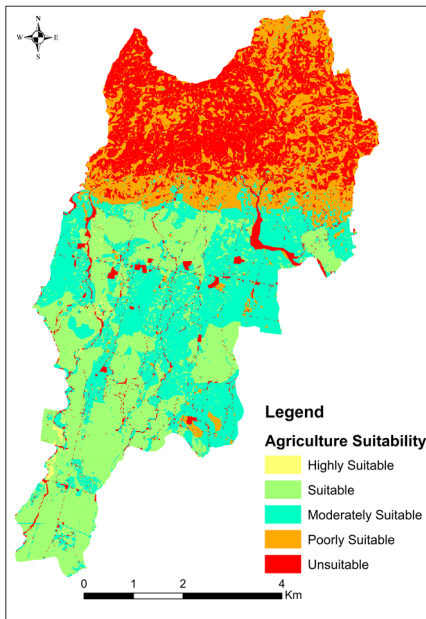 N
W E
S
Legend
Agriculture Suitability
Highly Suitable
Suitable
Moderately Suitable
Poorly Suitable
Unsuitable
0 1 2 4
Km